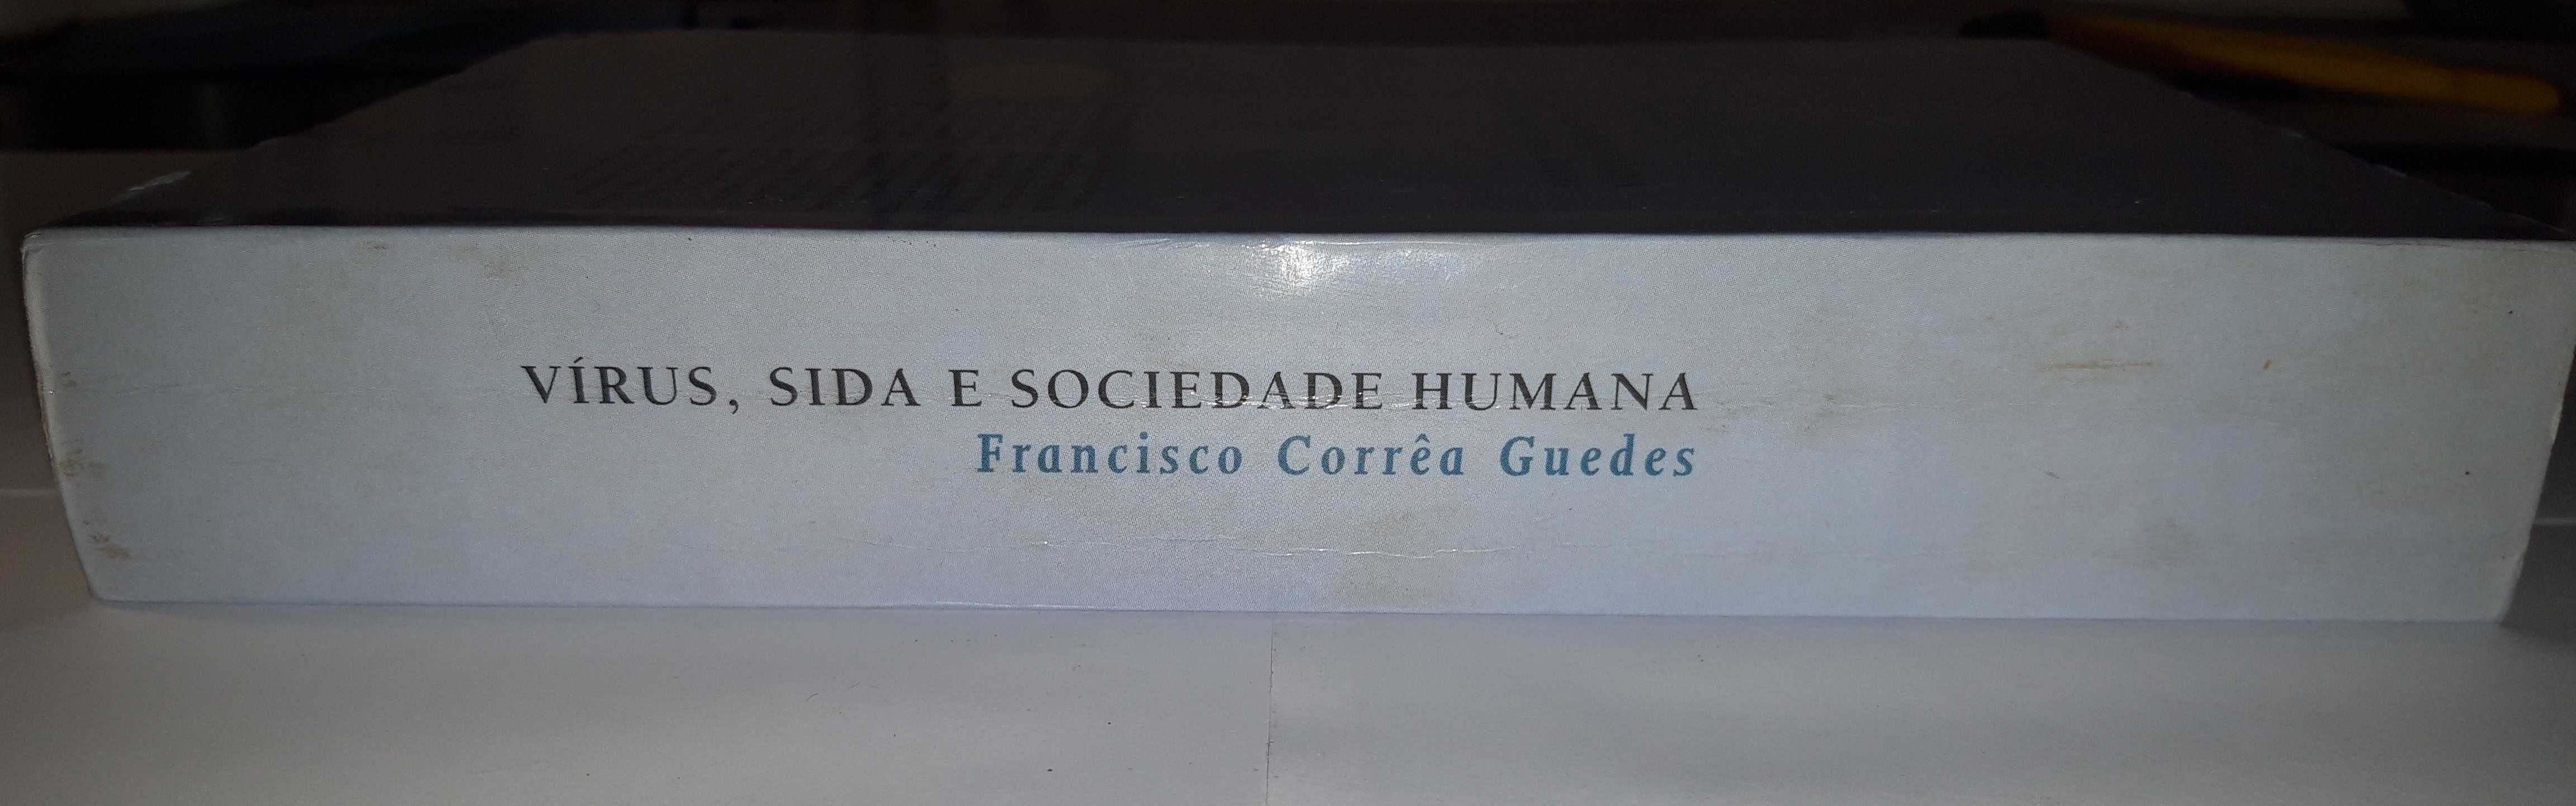 VÍRUS, SIDA E SOCIEDADE HUMANA
Francisco Corrêa Guedes